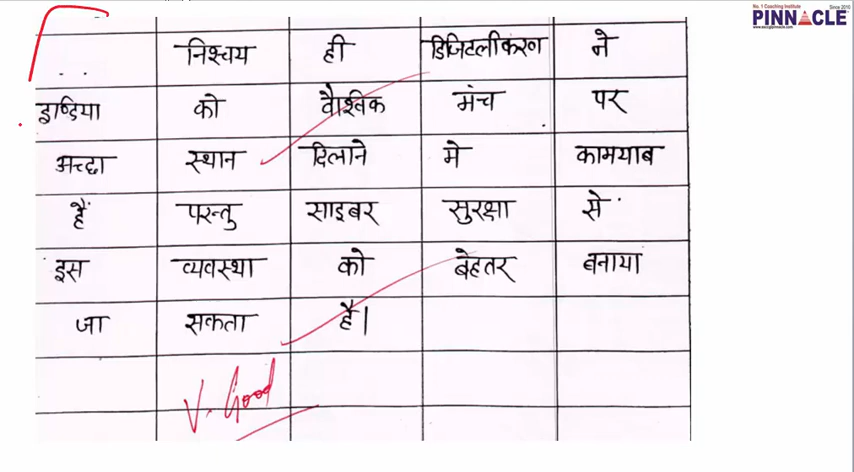 No. 1 Coaching Institute Since 2015
PINNACLE
निश्चय ही डिजिटलीकरण ने
इण्डिया को वैश्विक मंच पर
अच्छा स्थान दिलाने मे कामयाब
हैं परन्तु साइबर सुरक्षा से
इस व्यवस्था को बेहतर बनाया
जा सकता है।
V. Good